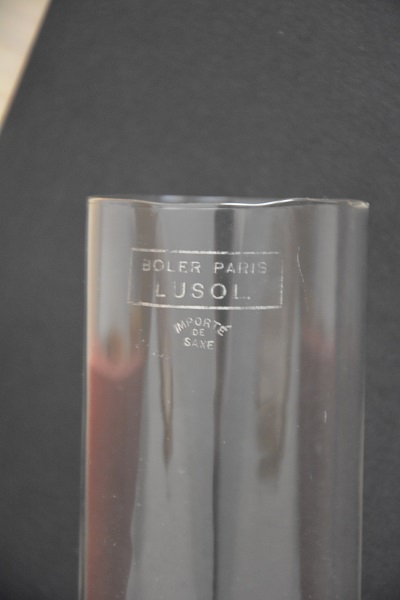 BOLER PARIS
LUSOL
IMPORTÉ
DE
SAXE